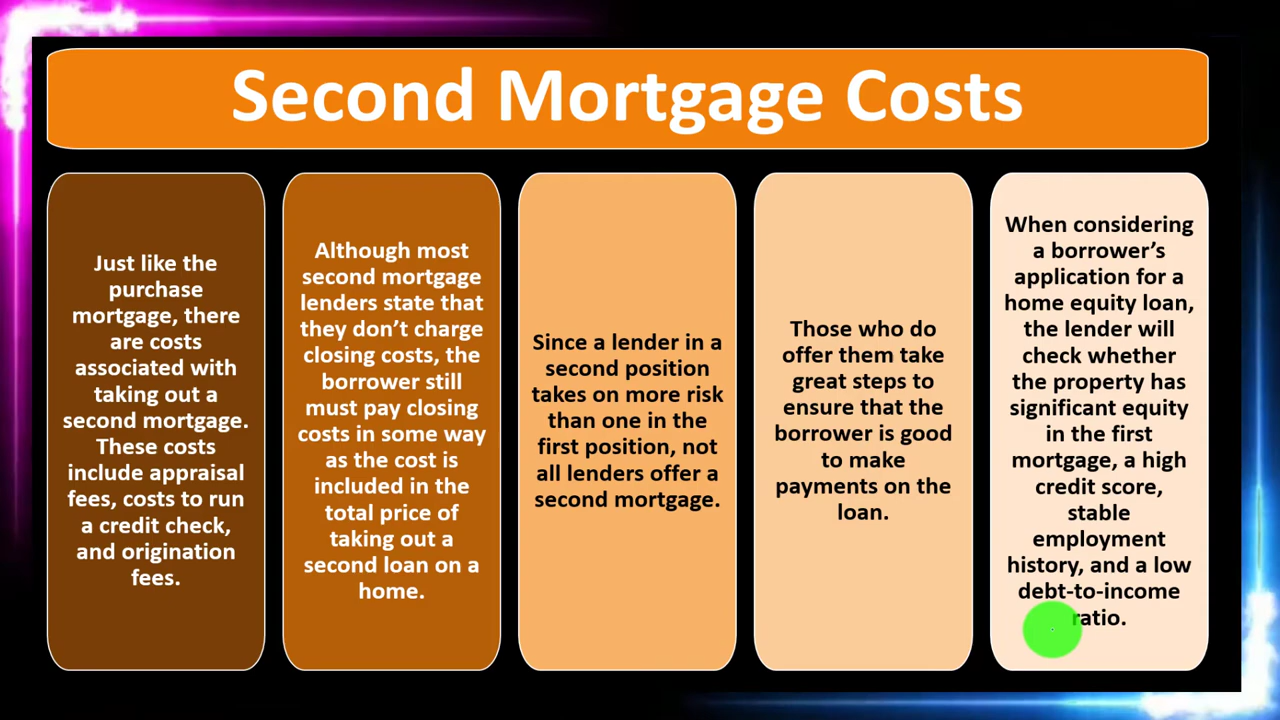 Second Mortgage Costs
Just like the
purchase
mortgage, there
are costs
associated with
taking out a
second mortgage.
These costs
include appraisal
fees, costs to run
a credit check,
and origination
fees.
Although most
second mortgage
lenders state that
they don’t charge
closing costs, the
borrower still
must pay closing
costs in some way
as the cost is
included in the
total price of
taking out a
second loan on a
home.
Since a lender in a
second position
takes on more risk
than one in the
first position, not
all lenders offer a
second mortgage.
Those who do
offer them take
great steps to
ensure that the
borrower is good
to make
payments on the
loan.
When considering
a borrower’s
application for a
home equity loan,
the lender will
check whether
the property has
significant equity
in the first
mortgage, a high
credit score,
stable
employment
history, and a low
debt-to-income
ratio.